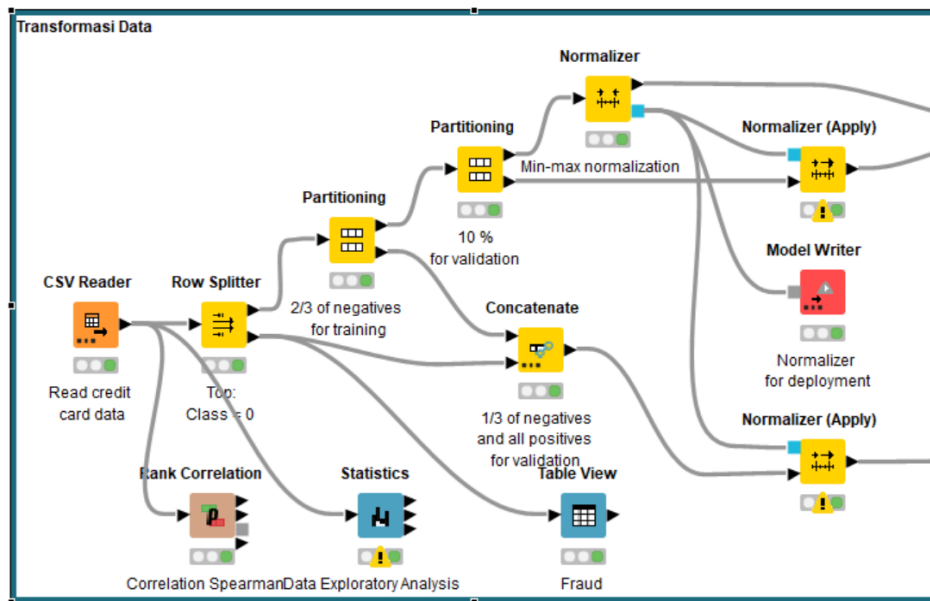 Transformasi Data
Normalizer
Partitioning
Normalizer (Apply)
Min-max normalization
Partitioning
10 %
for validation
Model Writer
CSV Reader
Row Splitter
2/3 of negatives
for training
Concatenate
Normalizer
for deployment
Read credit
card data
Top:
Class = 0
1/3 of negatives
and all positives
for validation
Normalizer (Apply)
Rank Correlation
Statistics
Table View
Correlation Spearman
Data Exploratory Analysis
Fraud